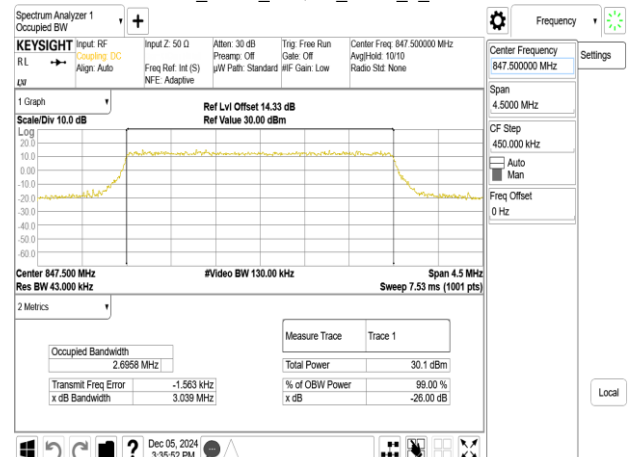 Spectrum Analyzer 1
Occupied BW
Frequency
KEYSIGHT
Input: RF
Input Z: 50 Ω
Atten: 30 dB
Trig: Free Run
Center Freq: 847.500000 MHz
RL
Coupling: DC
Preamp: Off
Gate: Off
Avg|Hold: 10/10
Align: Auto
Freq Ref: Int (S)
µW Path: Standard
#IF Gain: Low
Radio Std: None
NFE: Adaptive
Center Frequency
847.500000 MHz
Settings
Span
4.5000 MHz
CF Step
450.000 kHz
Auto
Man
Freq Offset
0 Hz
Local
1 Graph
Ref Lvl Offset 14.33 dB
Scale/Div 10.0 dB
Ref Value 30.00 dBm
Log
20.0
10.0
0.00
-10.0
-20.0
-30.0
-40.0
-50.0
-60.0
Center 847.500 MHz
#Video BW 130.00 kHz
Span 4.5 MHz
Res BW 43.000 kHz
Sweep 7.53 ms (1001 pts)
2 Metrics
Measure Trace
Trace 1
Occupied Bandwidth
2.6958 MHz
Total Power
30.1 dBm
Transmit Freq Error
-1.563 kHz
% of OBW Power
99.00 %
x dB Bandwidth
3.039 MHz
x dB
-26.00 dB
?
Dec 05, 2024
3:35:52 PM